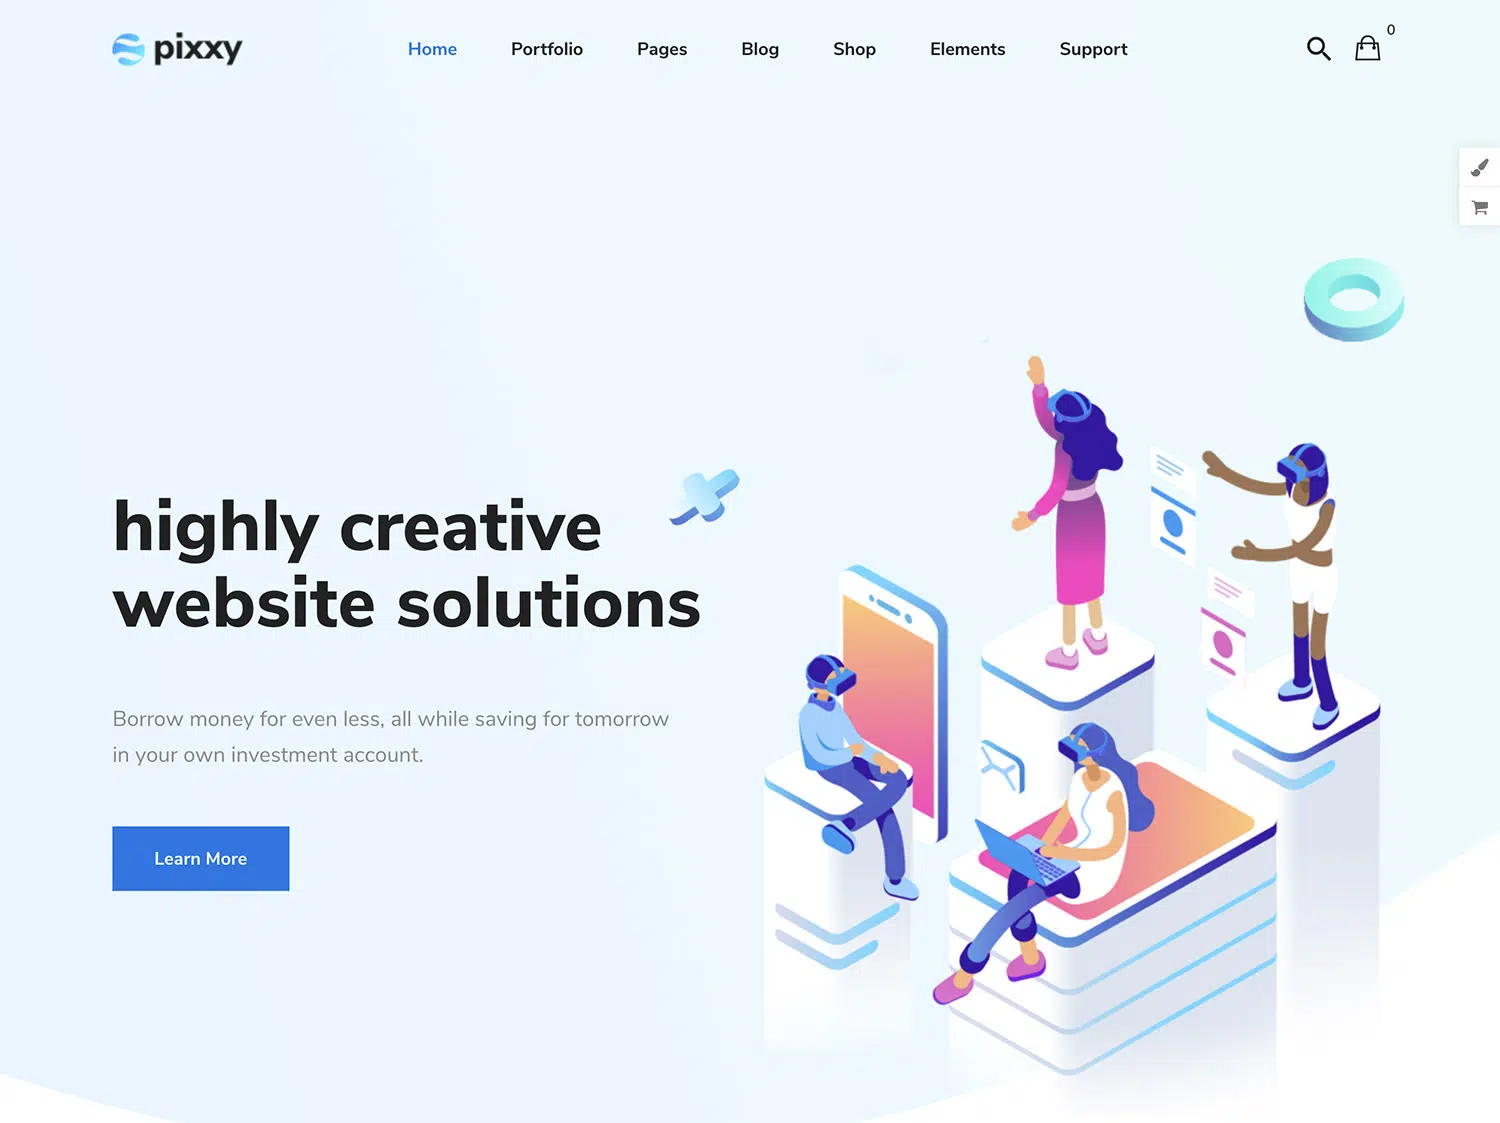 pixxy
Home Portfolio Pages Blog Shop Elements Support
0
highly creative
website solutions
Borrow money for even less, all while saving for tomorrow
in your own investment account.
Learn More